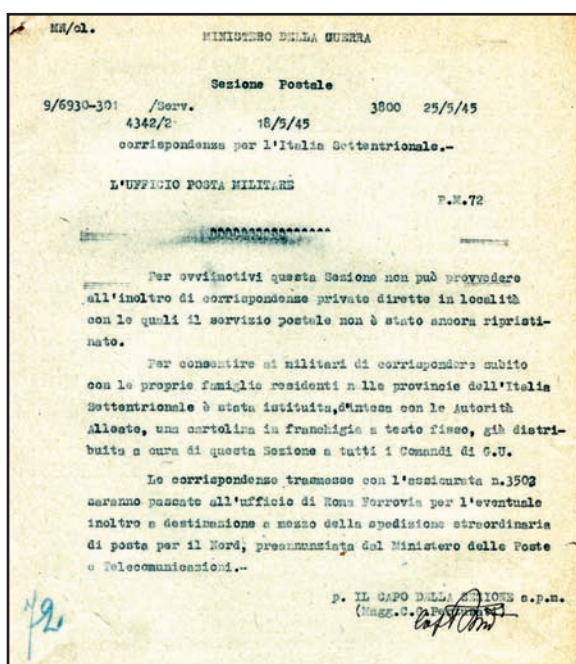 MN/ol.
MINISTERO DELLA GUERRA
Sezione Postale
9/6930-301 /Serv. 3800 25/5/45
4342/2 18/5/45
corrispondenza per l'Italia Settentrionale.-
L'UFFICIO POSTA MILITARE
P.M.72
Per ovviimotivi questa Sezione non può provvedere
all'inoltro di corrispondenze private dirette in località
con le quali il servizio postale non è stato ancora ripristi-
nato.
Per consentire ai militari di corrispondere subito
con le proprie famiglie residenti n lle provincie dell'Italia
Settentrionale è stata istituita,d'intesa con le Autorità
Alleate, una cartolina in franchigia a testo fisso, già distri-
buita a cura di questa Sezione a tutti i Comandi di G.U.
Le corrispondenze trasmesse con l'assicurata n.3502
saranno passate all'ufficio di Roma Ferrovia per l'eventuale
inoltro a destinazione a mezzo della spedizione straordinaria
di posta per il Nord, preannunziata dal Ministero delle Poste
e Telecomunicazioni.-
p. IL CAPO DELLA SEZIONE s.p.m.
(Magg.C.C.
72